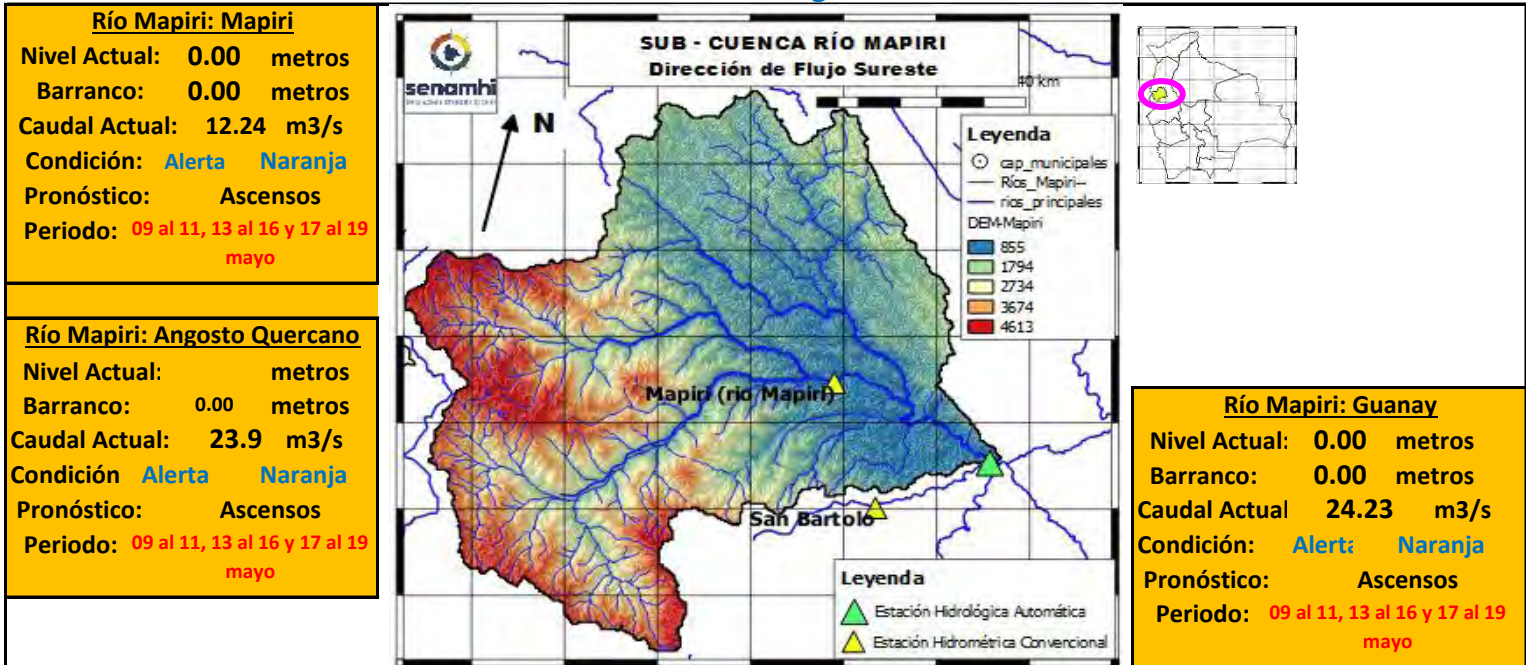 Río Mapiri: Mapiri
Nivel Actual: 0.00 metros
Barranco: 0.00 metros
Caudal Actual: 12.24 m3/s
Condición: Alerta Naranja
Pronóstico: Ascensos
Periodo: 09 al 11, 13 al 16 y 17 al 19
mayo
Río Mapiri: Angosto Quercano
Nivel Actual: metros
Barranco: 0.00 metros
Caudal Actual: 23.9 m3/s
Condición Alerta Naranja
Pronóstico: Ascensos
Periodo: 09 al 11, 13 al 16 y 17 al 19
mayo
senamhi
SUB - CUENCA RÍO MAPIRI
Dirección de Flujo Sureste
40 km
N
Leyenda
cap_municipales
Ríos_Mapiri--
rios_principales
DEM-Mapiri
855
1794
2734
3674
4613
Mapiri (rio Mapiri)
San Bartolo
Leyenda
Estación Hidrológica Automática
Estación Hidrométrica Convencional
Río Mapiri: Guanay
Nivel Actual: 0.00 metros
Barranco: 0.00 metros
Caudal Actual 24.23 m3/s
Condición: Alerta Naranja
Pronóstico: Ascensos
Periodo: 09 al 11, 13 al 16 y 17 al 19
mayo